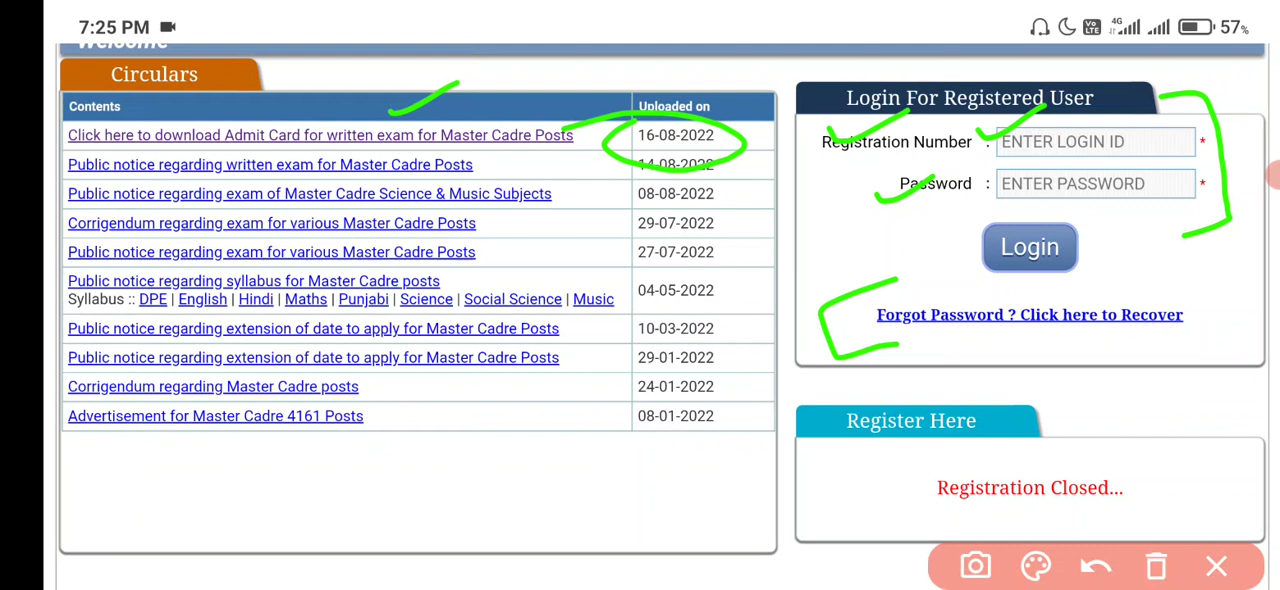 7:25 PM
Vo LTE 4G 57%
Welcome
Circulars
Contents Uploaded on
Click here to download Admit Card for written exam for Master Cadre Posts 16-08-2022
Public notice regarding written exam for Master Cadre Posts 14-08-2022
Public notice regarding exam of Master Cadre Science & Music Subjects 08-08-2022
Corrigendum regarding exam for various Master Cadre Posts 29-07-2022
Public notice regarding exam for various Master Cadre Posts 27-07-2022
Public notice regarding syllabus for Master Cadre posts
Syllabus :: DPE | English | Hindi | Maths | Punjabi | Science | Social Science | Music 04-05-2022
Public notice regarding extension of date to apply for Master Cadre Posts 10-03-2022
Public notice regarding extension of date to apply for Master Cadre Posts 29-01-2022
Corrigendum regarding Master Cadre posts 24-01-2022
Advertisement for Master Cadre 4161 Posts 08-01-2022
Login For Registered User
Registration Number : ENTER LOGIN ID *
Password : ENTER PASSWORD *
Login
Forgot Password ? Click here to Recover
Register Here
Registration Closed...